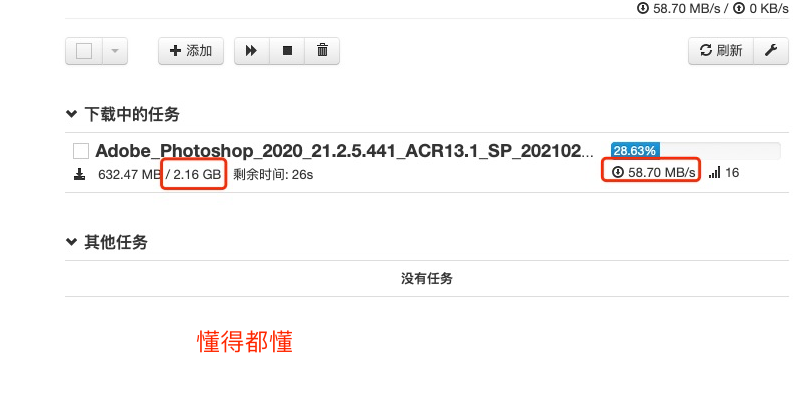 58.70 MB/s / 0 KB/s
添加
刷新
下载中的任务
Adobe_Photoshop_2020_21.2.5.441_ACR13.1_SP_202102...
28.63%
632.47 MB / 2.16 GB 剩余时间: 26s
58.70 MB/s 16
其他任务
没有任务
懂得都懂